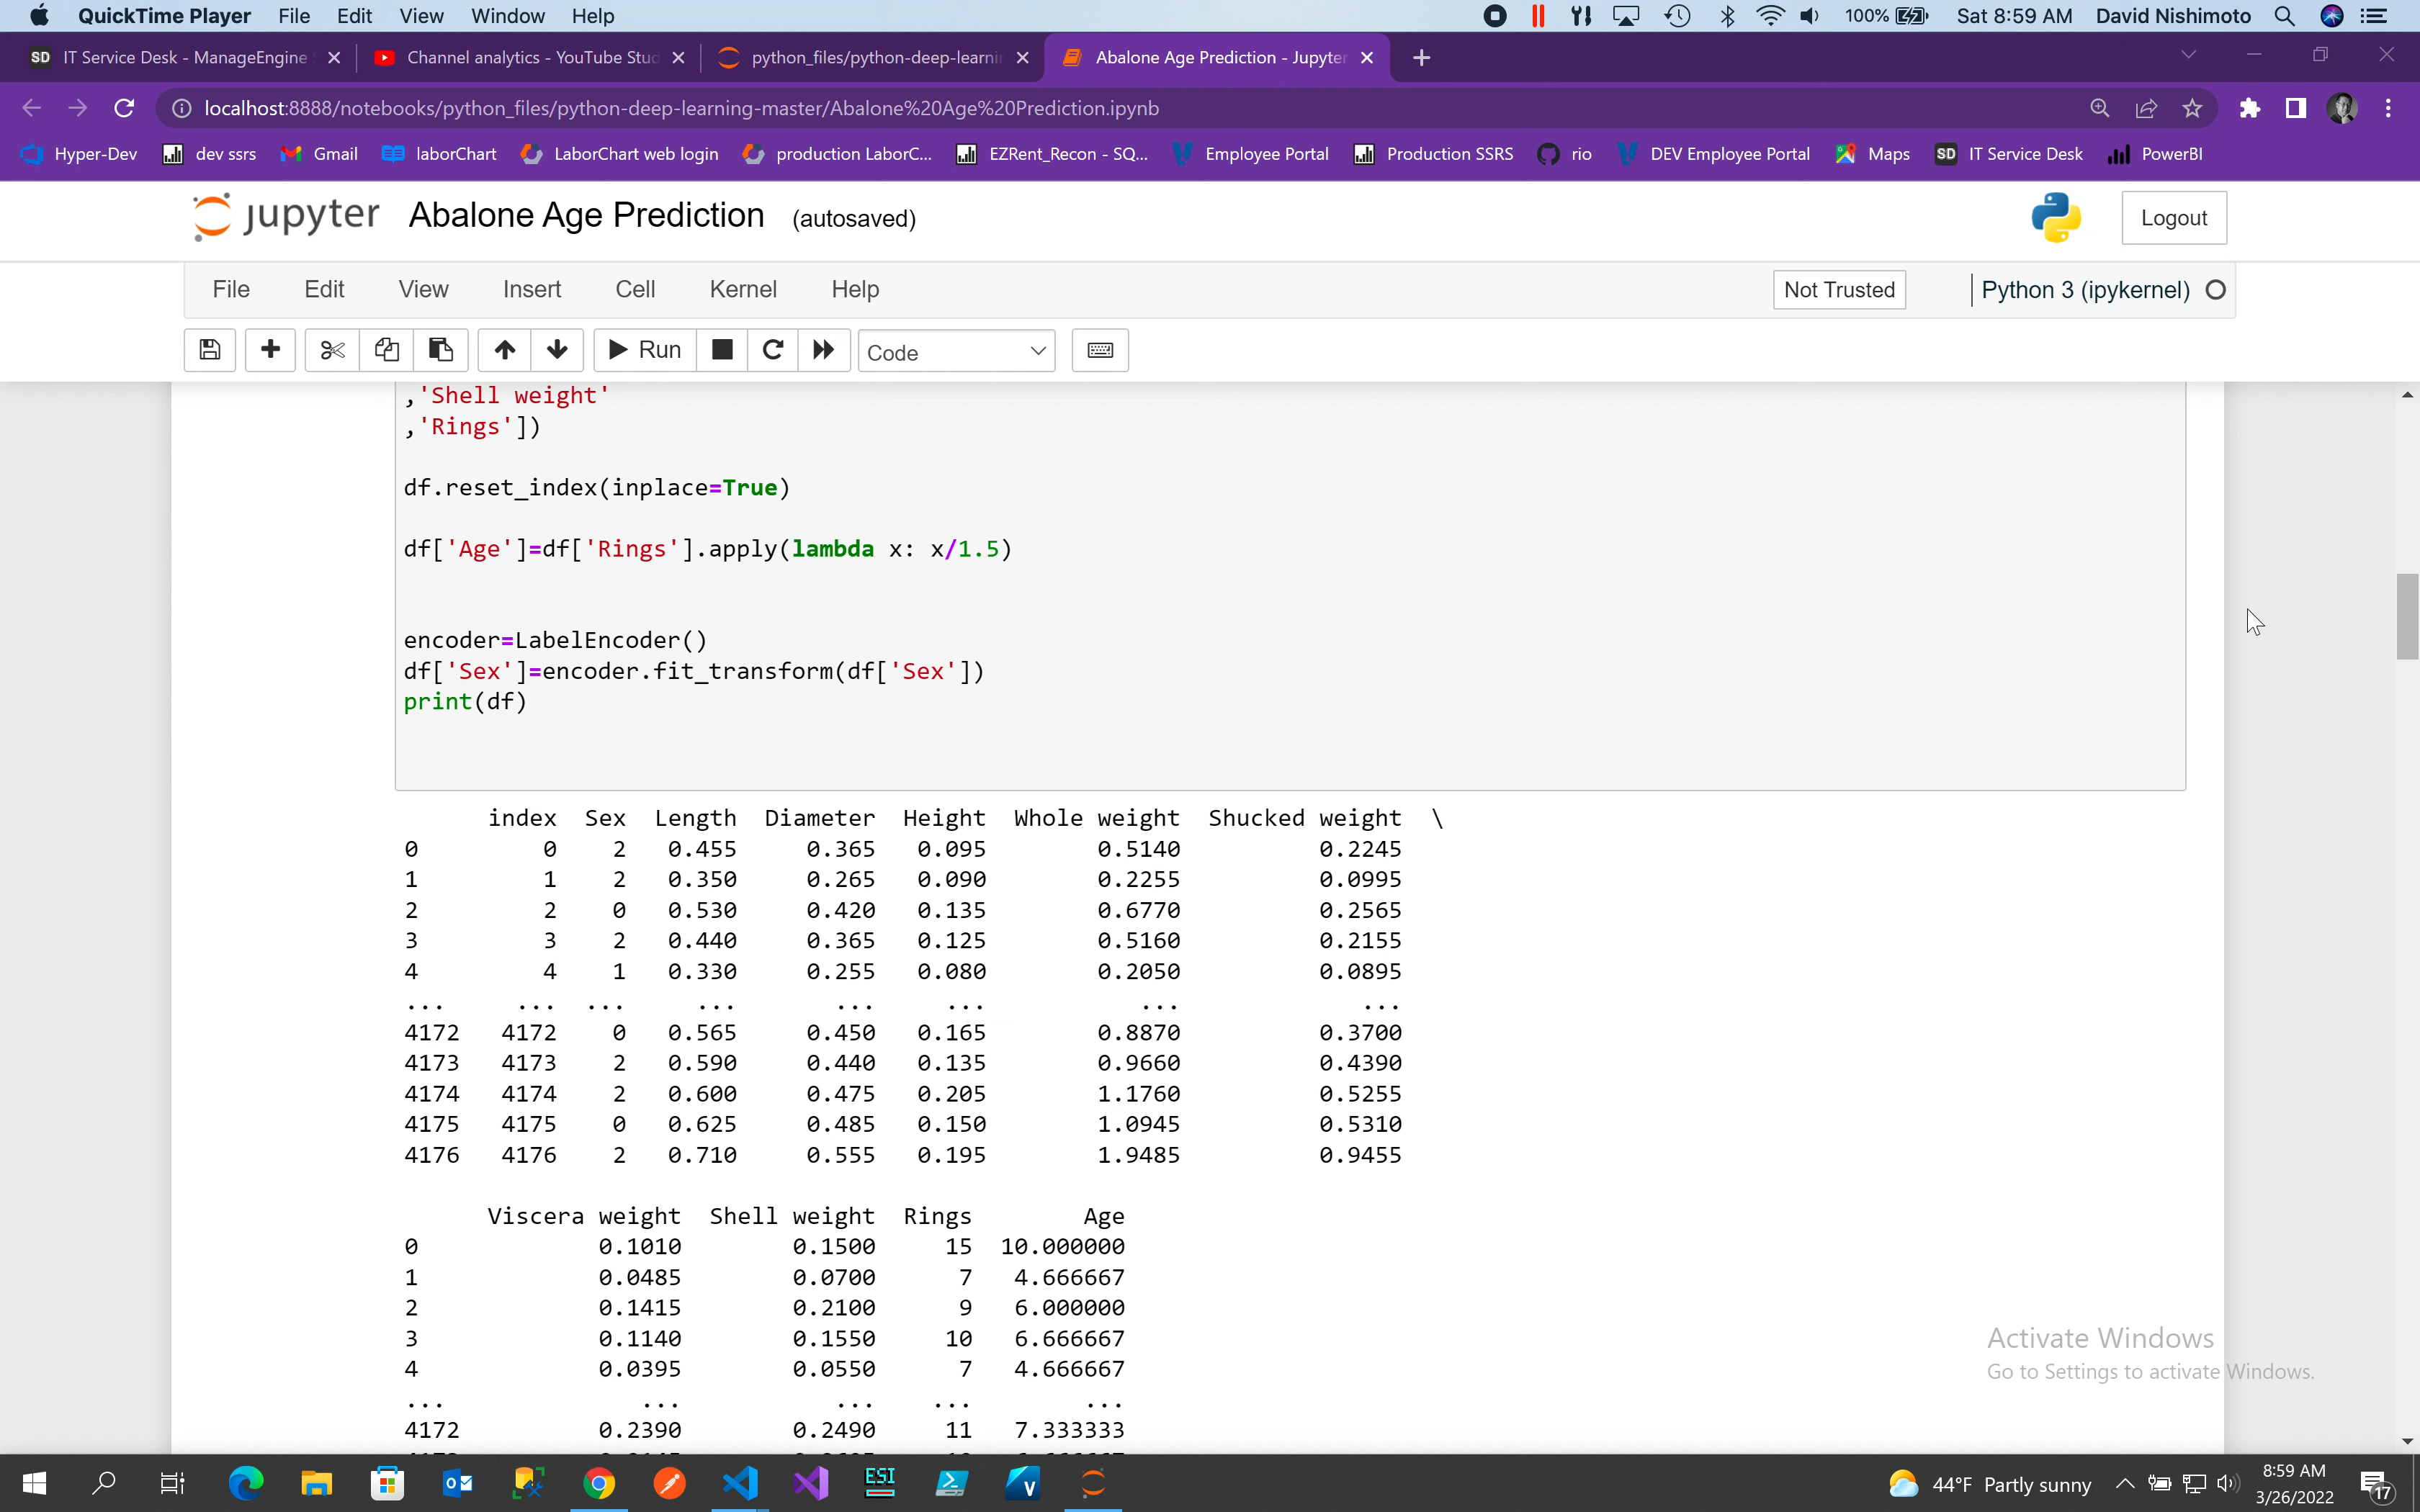 QuickTime Player File Edit View Window Help 100% Sat 8:59 AM David Nishimoto
SD IT Service Desk - ManageEngine Channel analytics - YouTube Stud python_files/python-deep-learnin Abalone Age Prediction - Jupyter
localhost:8888/notebooks/python_files/python-deep-learning-master/Abalone%20Age%20Prediction.ipynb
Hyper-Dev dev ssrs Gmail laborChart LaborChart web login production LaborC... EZRent_Recon - SQ... Employee Portal Production SSRS rio DEV Employee Portal Maps SD IT Service Desk PowerBI
jupyter Abalone Age Prediction (autosaved) Logout
File Edit View Insert Cell Kernel Help Not Trusted Python 3 (ipykernel)
Run Code
,'Shell weight'
,'Rings'])
df.reset_index(inplace=True)
df['Age']=df['Rings'].apply(lambda x: x/1.5)
encoder=LabelEncoder()
df['Sex']=encoder.fit_transform(df['Sex'])
print(df)
index Sex Length Diameter Height Whole weight Shucked weight \
0 0 2 0.455 0.365 0.095 0.5140 0.2245
1 1 2 0.350 0.265 0.090 0.2255 0.0995
2 2 0 0.530 0.420 0.135 0.6770 0.2565
3 3 2 0.440 0.365 0.125 0.5160 0.2155
4 4 1 0.330 0.255 0.080 0.2050 0.0895
... ... ... ... ... ... ... ...
4172 4172 0 0.565 0.450 0.165 0.8870 0.3700
4173 4173 2 0.590 0.440 0.135 0.9660 0.4390
4174 4174 2 0.600 0.475 0.205 1.1760 0.5255
4175 4175 0 0.625 0.485 0.150 1.0945 0.5310
4176 4176 2 0.710 0.555 0.195 1.9485 0.9455
Viscera weight Shell weight Rings Age
0 0.1010 0.1500 15 10.000000
1 0.0485 0.0700 7 4.666667
2 0.1415 0.2100 9 6.000000
3 0.1140 0.1550 10 6.666667
4 0.0395 0.0550 7 4.666667
... ... ... ... ...
4172 0.2390 0.2490 11 7.333333
Activate Windows
Go to Settings to activate Windows.
ESI
44°F Partly sunny 8:59 AM
3/26/2022 17